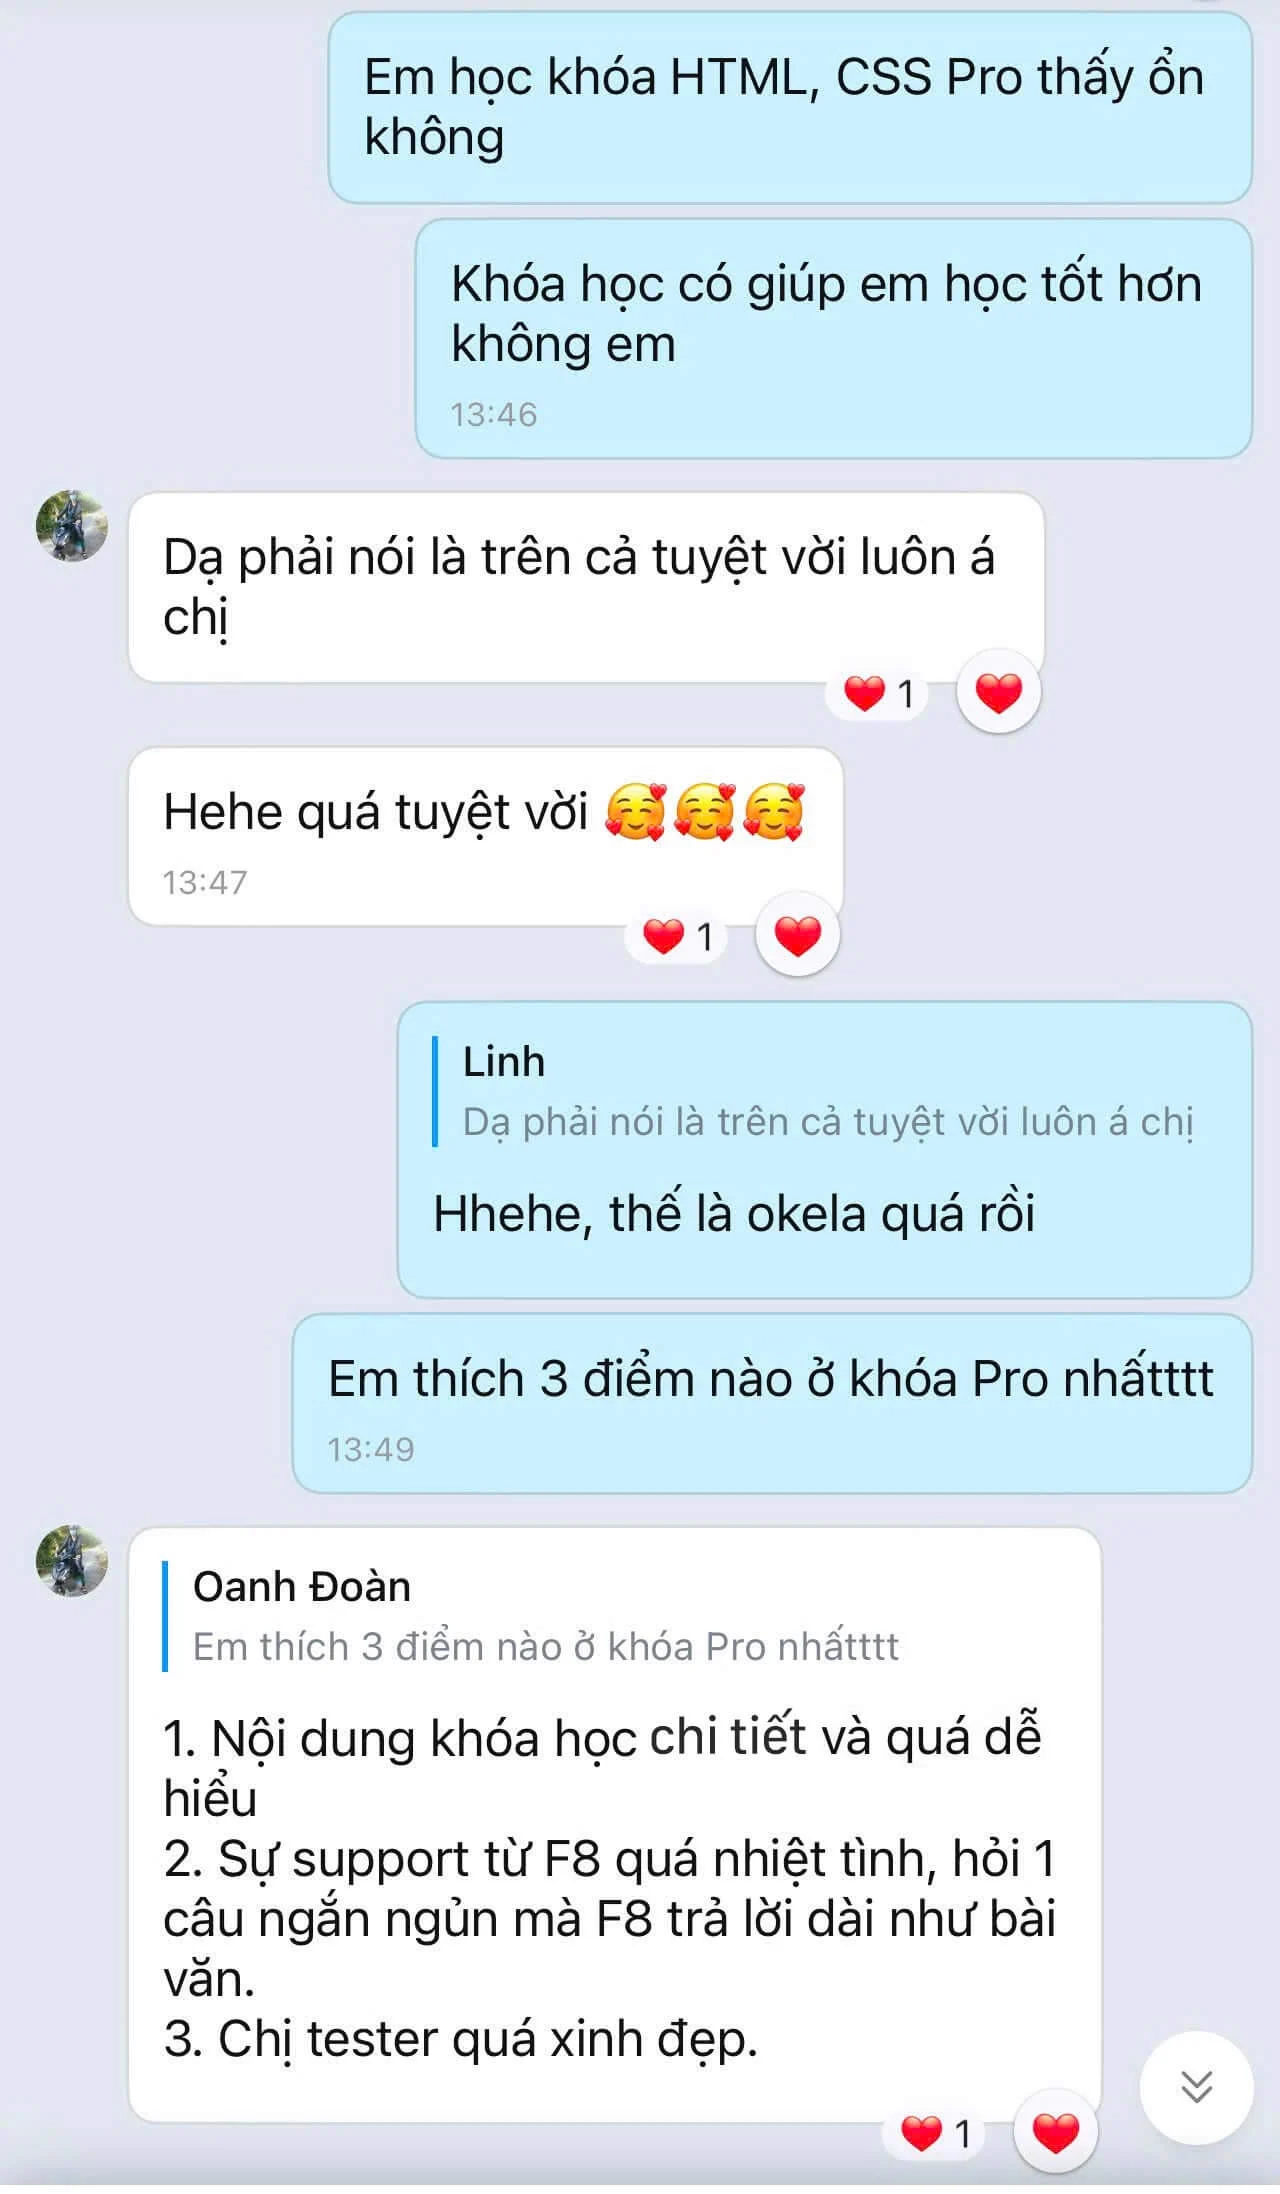 Em học khóa HTML, CSS Pro thấy ổn
không
Khóa học có giúp em học tốt hơn
không em
13:46
Dạ phải nói là trên cả tuyệt vời luôn á
chị
❤️ 1
Hehe quá tuyệt vời 🥰🥰🥰
13:47
❤️ 1
Linh
Dạ phải nói là trên cả tuyệt vời luôn á chị
Hhehe, thế là okela quá rồi
Em thích 3 điểm nào ở khóa Pro nhấtttt
13:49
Oanh Đoàn
Em thích 3 điểm nào ở khóa Pro nhấtttt
1. Nội dung khóa học chi tiết và quá dễ
hiểu
2. Sự support từ F8 quá nhiệt tình, hỏi 1
câu ngắn ngủn mà F8 trả lời dài như bài
văn.
3. Chị tester quá xinh đẹp.
❤️ 1